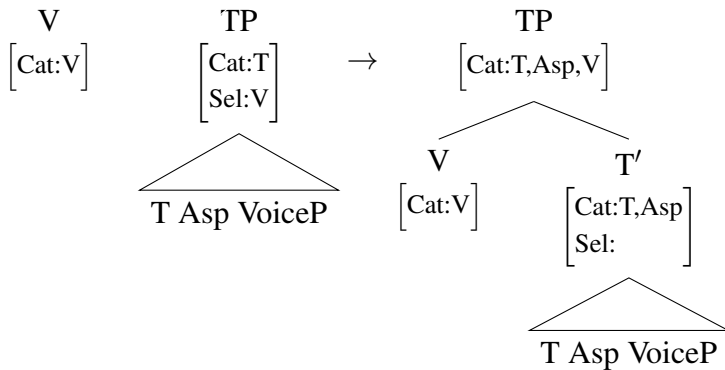 V TP → TP
[Cat:V] [Cat:T Sel:V] [Cat:T,Asp,V]
V T′
T Asp VoiceP [Cat:V] [Cat:T,Asp Sel: ]
T Asp VoiceP